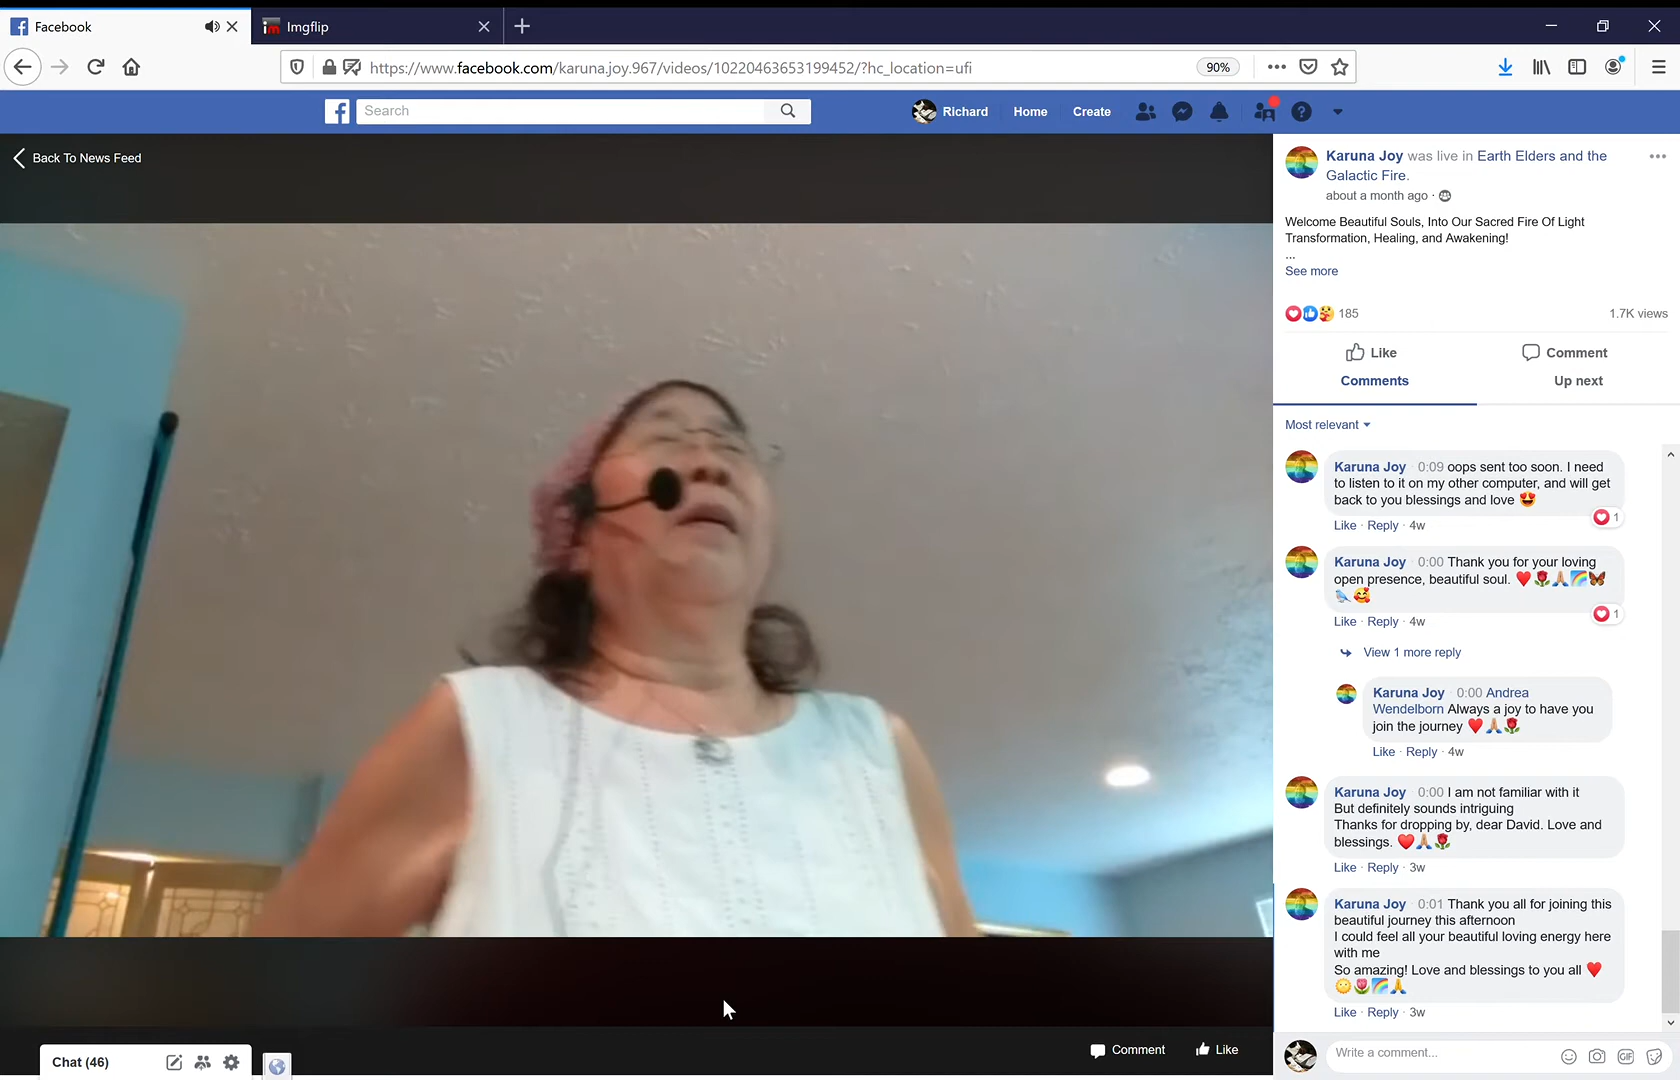 Facebook
Imgflip
https://www.facebook.com/karuna.joy.967/videos/10220463653199452/?hc_location=ufi
90%
Search
Richard
Home
Create
Back To News Feed
Karuna Joy was live in Earth Elders and the
Galactic Fire.
about a month ago ·
Welcome Beautiful Souls, Into Our Sacred Fire Of Light
Transformation, Healing, and Awakening!
...
See more
185
1.7K views
Like
Comment
Comments
Up next
Most relevant
Karuna Joy · 0:09 oops sent too soon. I need
to listen to it on my other computer, and will get
back to you blessings and love 😍
1
Like · Reply · 4w
Karuna Joy · 0:00 Thank you for your loving
open presence, beautiful soul. ❤️🌹🙏🌈🦋
🐦🥰
1
Like · Reply · 4w
View 1 more reply
Karuna Joy · 0:00 Andrea
Wendelborn Always a joy to have you
join the journey ❤️🙏🌹
Like · Reply · 4w
Karuna Joy · 0:00 I am not familiar with it
But definitely sounds intriguing
Thanks for dropping by, dear David. Love and
blessings. ❤️🙏🌹
Like · Reply · 3w
Karuna Joy · 0:01 Thank you all for joining this
beautiful journey this afternoon
I could feel all your beautiful loving energy here
with me
So amazing! Love and blessings to you all ❤️
🌞🌷🌈🙏
Like · Reply · 3w
Comment
Like
Chat (46)
Write a comment...
GIF